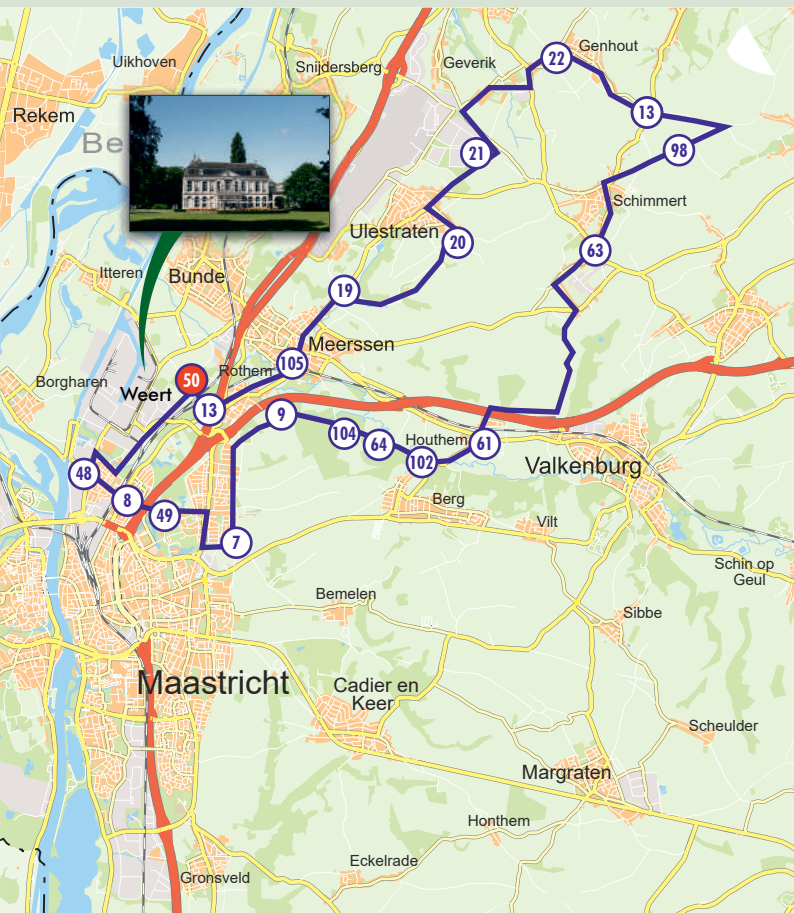 Uikhoven
Snijdersberg
Geverik
Genhout
22
Rekem
Be
13
98
21
Schimmert
Ulestraten
20
63
Itteren
Bunde
19
Meerssen
105
Rothem
Borgharen
Weert
50
13
9
104
64
Houthem
61
102
Valkenburg
48
8
49
7
Berg
Vilt
Schin op
Geul
Bemelen
Sibbe
Maastricht
Cadier en
Keer
Scheulder
Margraten
Honthem
Eckelrade
Gronsveld